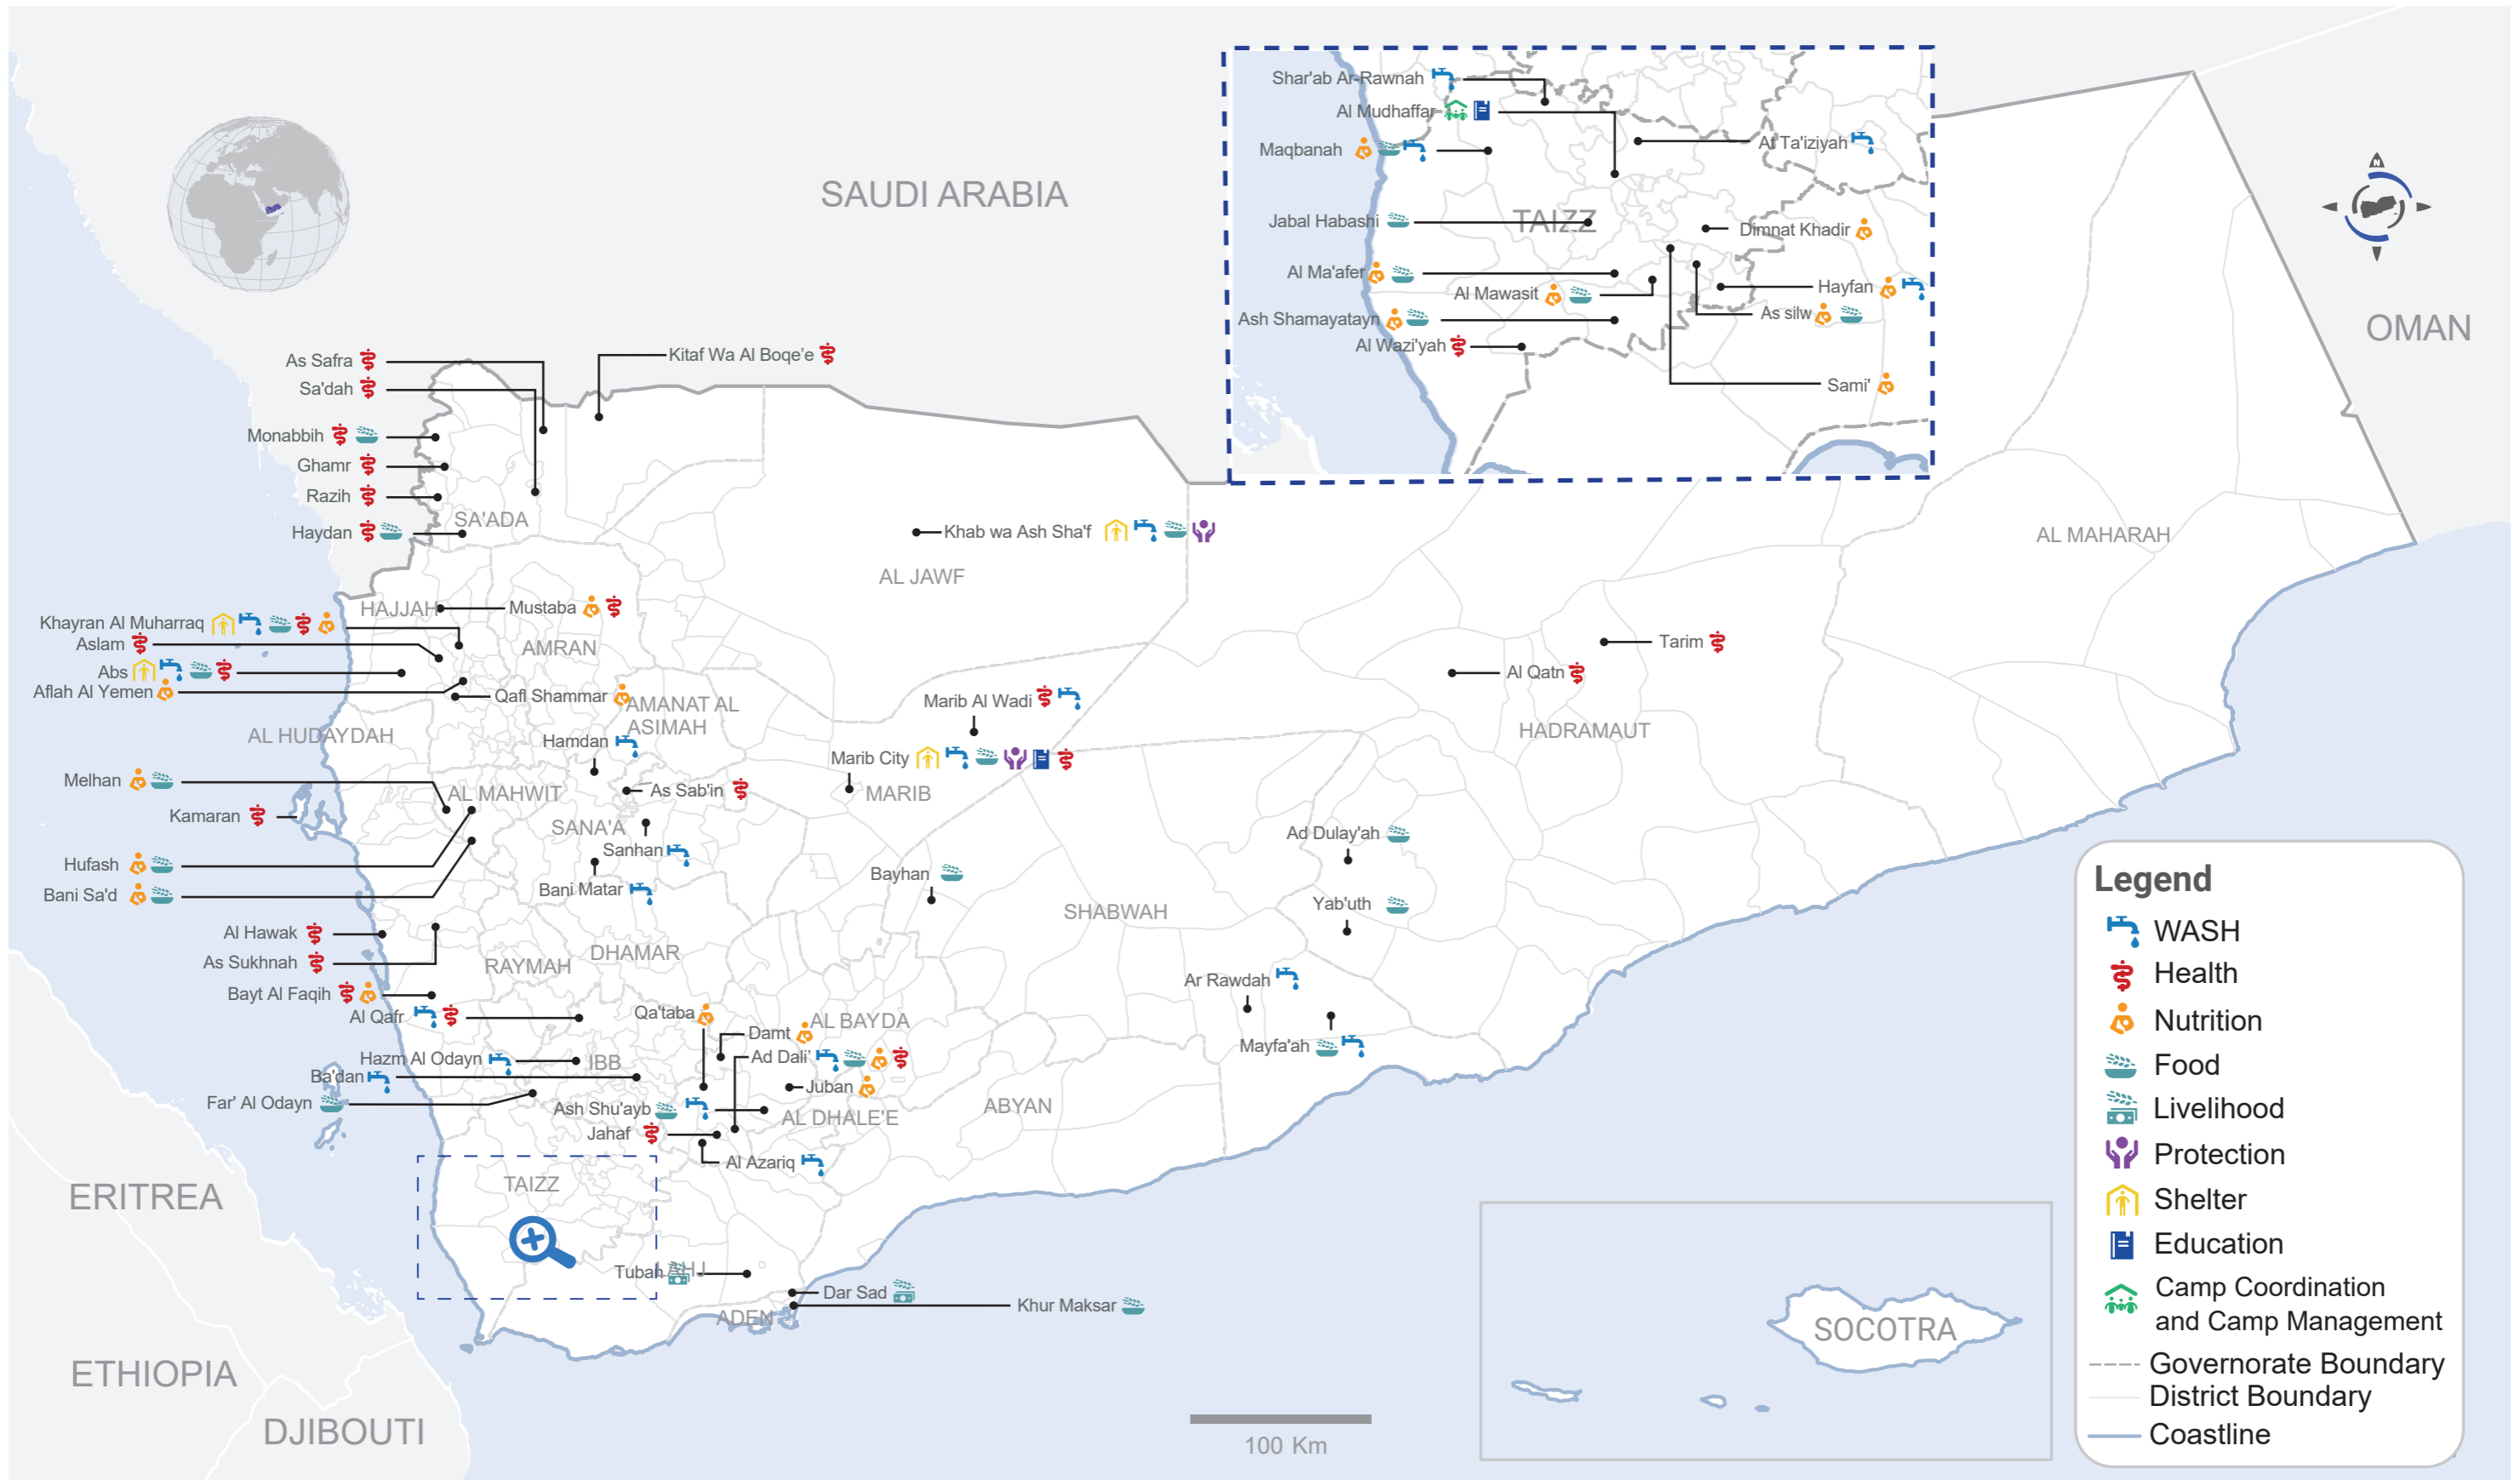 SAUDI ARABIA
OMAN
ERITREA
ETHIOPIA
DJIBOUTI
N
Shar'ab Ar-Rawnah
Al Mudhaffar
Maqbanah
At Ta'iziyah
Jabal Habashi
TAIZZ
Dimnat Khadir
Al Ma'afer
Al Mawasit
Hayfan
Ash Shamayatayn
As silw
Al Wazi'yah
Sami'
As Safra
Kitaf Wa Al Boqe'e
Sa'dah
Monabbih
Ghamr
Razih
Haydan
SA'ADA
Khab wa Ash Sha'f
AL JAWF
AL MAHARAH
HAJJAH
Mustaba
Khayran Al Muharraq
Aslam
AMRAN
Abs
Aflah Al Yemen
Qafl Shammar
AMANAT AL
ASIMAH
Tarim
Al Qatn
HADRAMAUT
Marib Al Wadi
AL HUDAYDAH
Hamdan
Marib City
MARIB
Melhan
AL MAHWIT
As Sab'in
Kamaran
SANA'A
Sanhan
Hufash
Bani Matar
Bani Sa'd
Bayhan
Ad Dulay'ah
Yab'uth
SHABWAH
Al Hawak
As Sukhnah
RAYMAH
DHAMAR
Bayt Al Faqih
Al Qafr
Ar Rawdah
Mayfa'ah
Qa'taba
Damt
AL BAYDA
Ad Dali'
Hazm Al Odayn
IBB
Ba'dan
Juban
Far' Al Odayn
Ash Shu'ayb
AL DHALE'E
ABYAN
Jahaf
Al Azariq
TAIZZ
Tuban
LAHJ
Dar Sad
ADEN
Khur Maksar
SOCOTRA
100 Km
Legend
WASH
Health
Nutrition
Food
Livelihood
Protection
Shelter
Education
Camp Coordination
and Camp Management
Governorate Boundary
District Boundary
Coastline